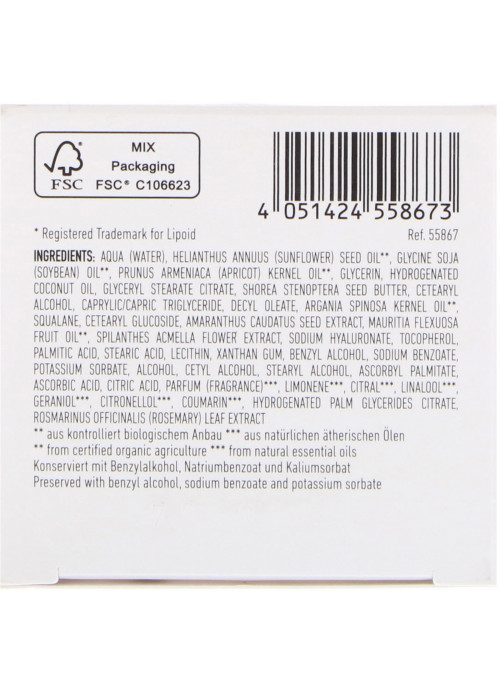 MIX
Packaging
FSC
FSC® C106623
4 051424 558673
* Registered Trademark for Lipoid
Ref. 55867
INGREDIENTS: AQUA (WATER), HELIANTHUS ANNUUS (SUNFLOWER) SEED OIL**, GLYCINE SOJA
(SOYBEAN) OIL**, PRUNUS ARMENIACA (APRICOT) KERNEL OIL**, GLYCERIN, HYDROGENATED
COCONUT OIL, GLYCERYL STEARATE CITRATE, SHOREA STENOPTERA SEED BUTTER, CETEARYL
ALCOHOL, CAPRYLIC/CAPRIC TRIGLYCERIDE, DECYL OLEATE, ARGANIA SPINOSA KERNEL OIL**,
SQUALANE, CETEARYL GLUCOSIDE, AMARANTHUS CAUDATUS SEED EXTRACT, MAURITIA FLEXUOSA
FRUIT OIL**, SPILANTHES ACMELLA FLOWER EXTRACT, SODIUM HYALURONATE, TOCOPHEROL,
PALMITIC ACID, STEARIC ACID, LECITHIN, XANTHAN GUM, BENZYL ALCOHOL, SODIUM BENZOATE,
POTASSIUM SORBATE, ALCOHOL, CETYL ALCOHOL, STEARYL ALCOHOL, ASCORBYL PALMITATE,
ASCORBIC ACID, CITRIC ACID, PARFUM (FRAGRANCE)***, LIMONENE***, CITRAL***, LINALOOL***,
GERANIOL***, CITRONELLOL***, COUMARIN***, HYDROGENATED PALM GLYCERIDES CITRATE,
ROSMARINUS OFFICINALIS (ROSEMARY) LEAF EXTRACT
** aus kontrolliert biologischem Anbau *** aus natürlichen ätherischen Ölen
** from certified organic agriculture *** from natural essential oils
Konserviert mit Benzylalkohol, Natriumbenzoat und Kaliumsorbat
Preserved with benzyl alcohol, sodium benzoate and potassium sorbate